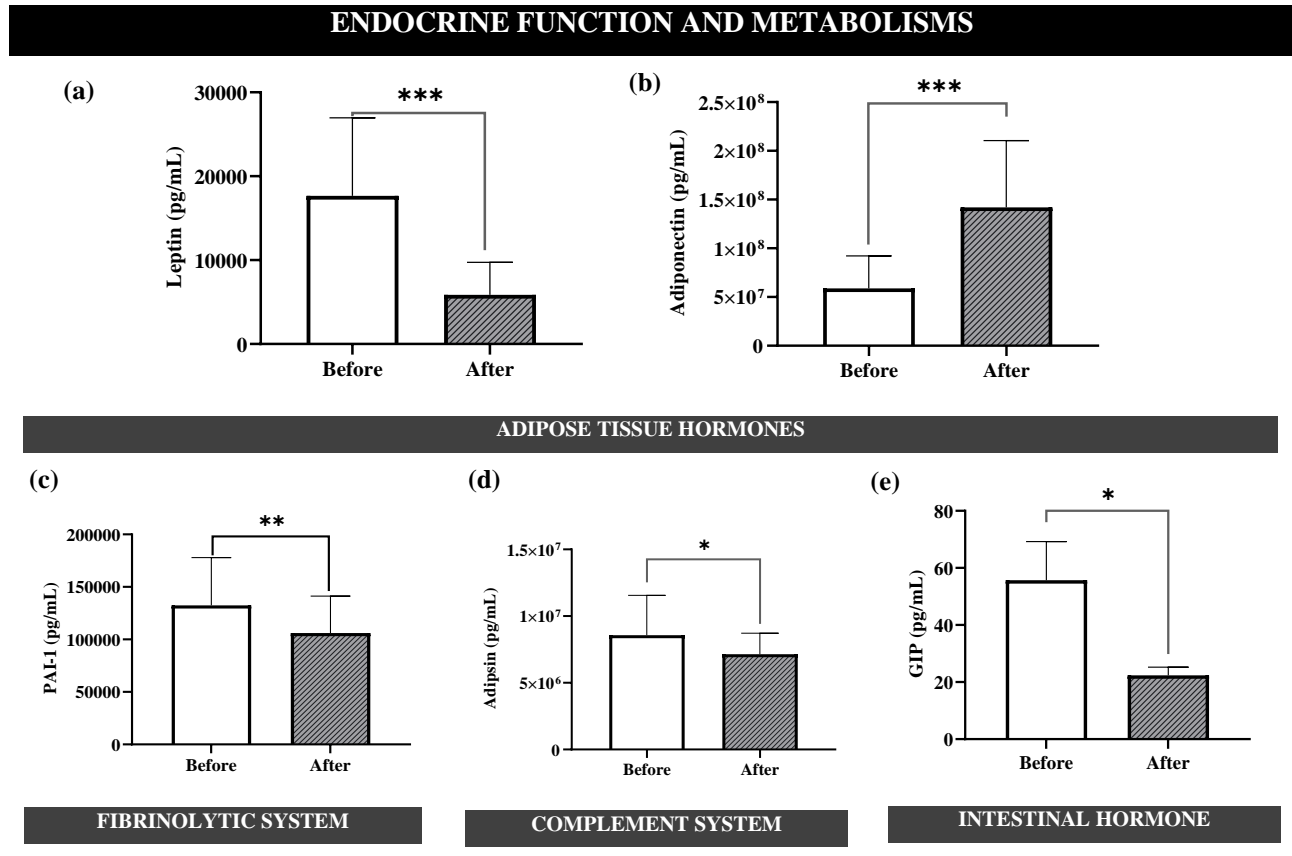 ENDOCRINE FUNCTION AND METABOLISMS
(a)
30000
20000
10000
0
Leptin (pg/mL)
***
Before After
(b)
2.5×10⁸
2×10⁸
1.5×10⁸
1×10⁸
5×10⁷
0
Adiponectin (pg/mL)
***
Before After
ADIPOSE TISSUE HORMONES
(c)
200000
150000
100000
50000
0
PAI-1 (pg/mL)
**
Before After
FIBRINOLYTIC SYSTEM
(d)
1.5×10⁷
1×10⁷
5×10⁶
0
Adipsin (pg/mL)
*
Before After
COMPLEMENT SYSTEM
(e)
80
60
40
20
0
GIP (pg/mL)
*
Before After
INTESTINAL HORMONE